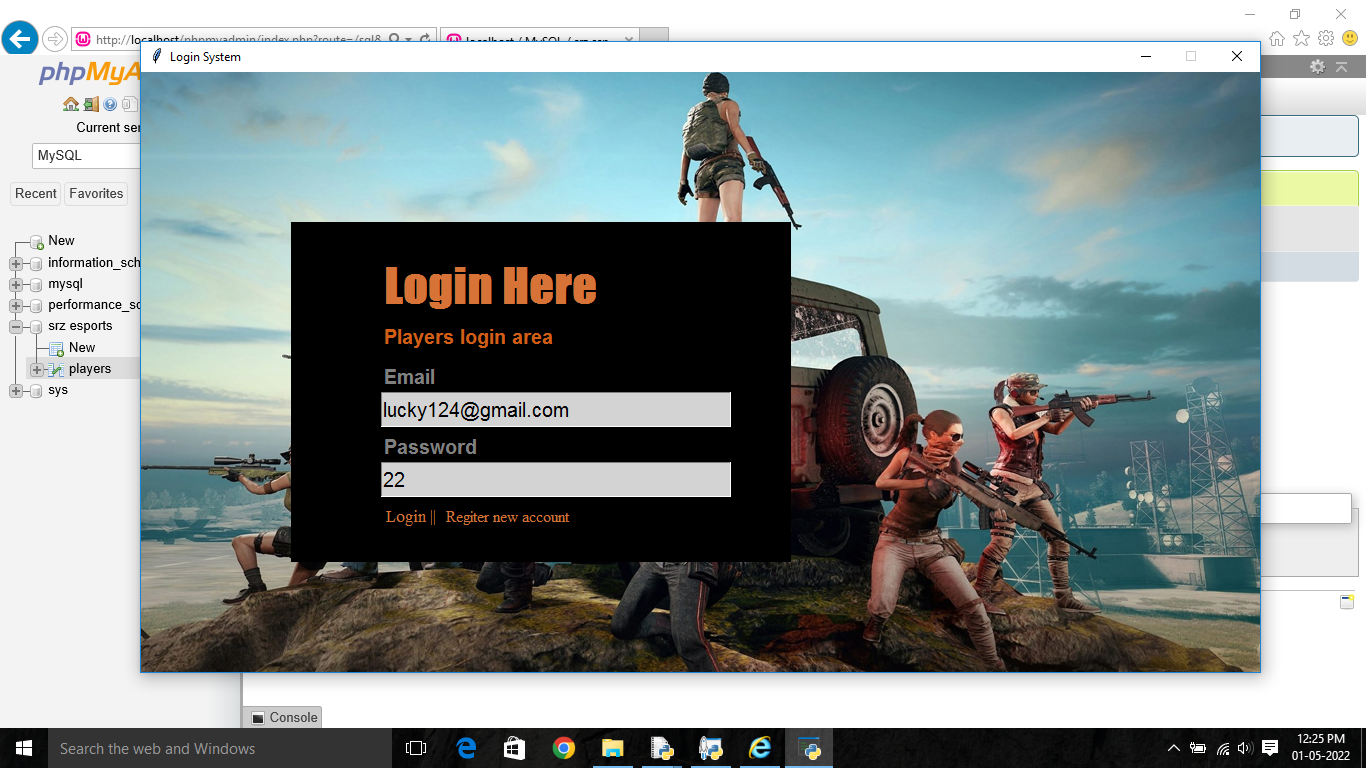 http://localhost/phpmyadmin/index.php?route=/sql&
localhost / MySQL / srz esp
Login System
phpMyA
Current ser
MySQL
Recent
Favorites
New
information_sch
mysql
performance_sc
srz esports
New
players
sys
Login Here
Players login area
Email
lucky124@gmail.com
Password
22
Login || Regiter new account
Console
Search the web and Windows
12:25 PM
01-05-2022